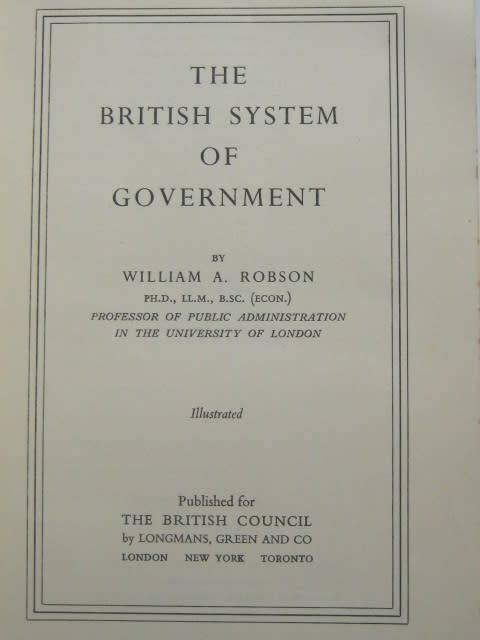 THE
BRITISH SYSTEM
OF
GOVERNMENT
BY
WILLIAM A. ROBSON
PH.D., LL.M., B.SC. (ECON.)
PROFESSOR OF PUBLIC ADMINISTRATION
IN THE UNIVERSITY OF LONDON
Illustrated
Published for
THE BRITISH COUNCIL
by LONGMANS, GREEN AND CO
LONDON NEW YORK TORONTO